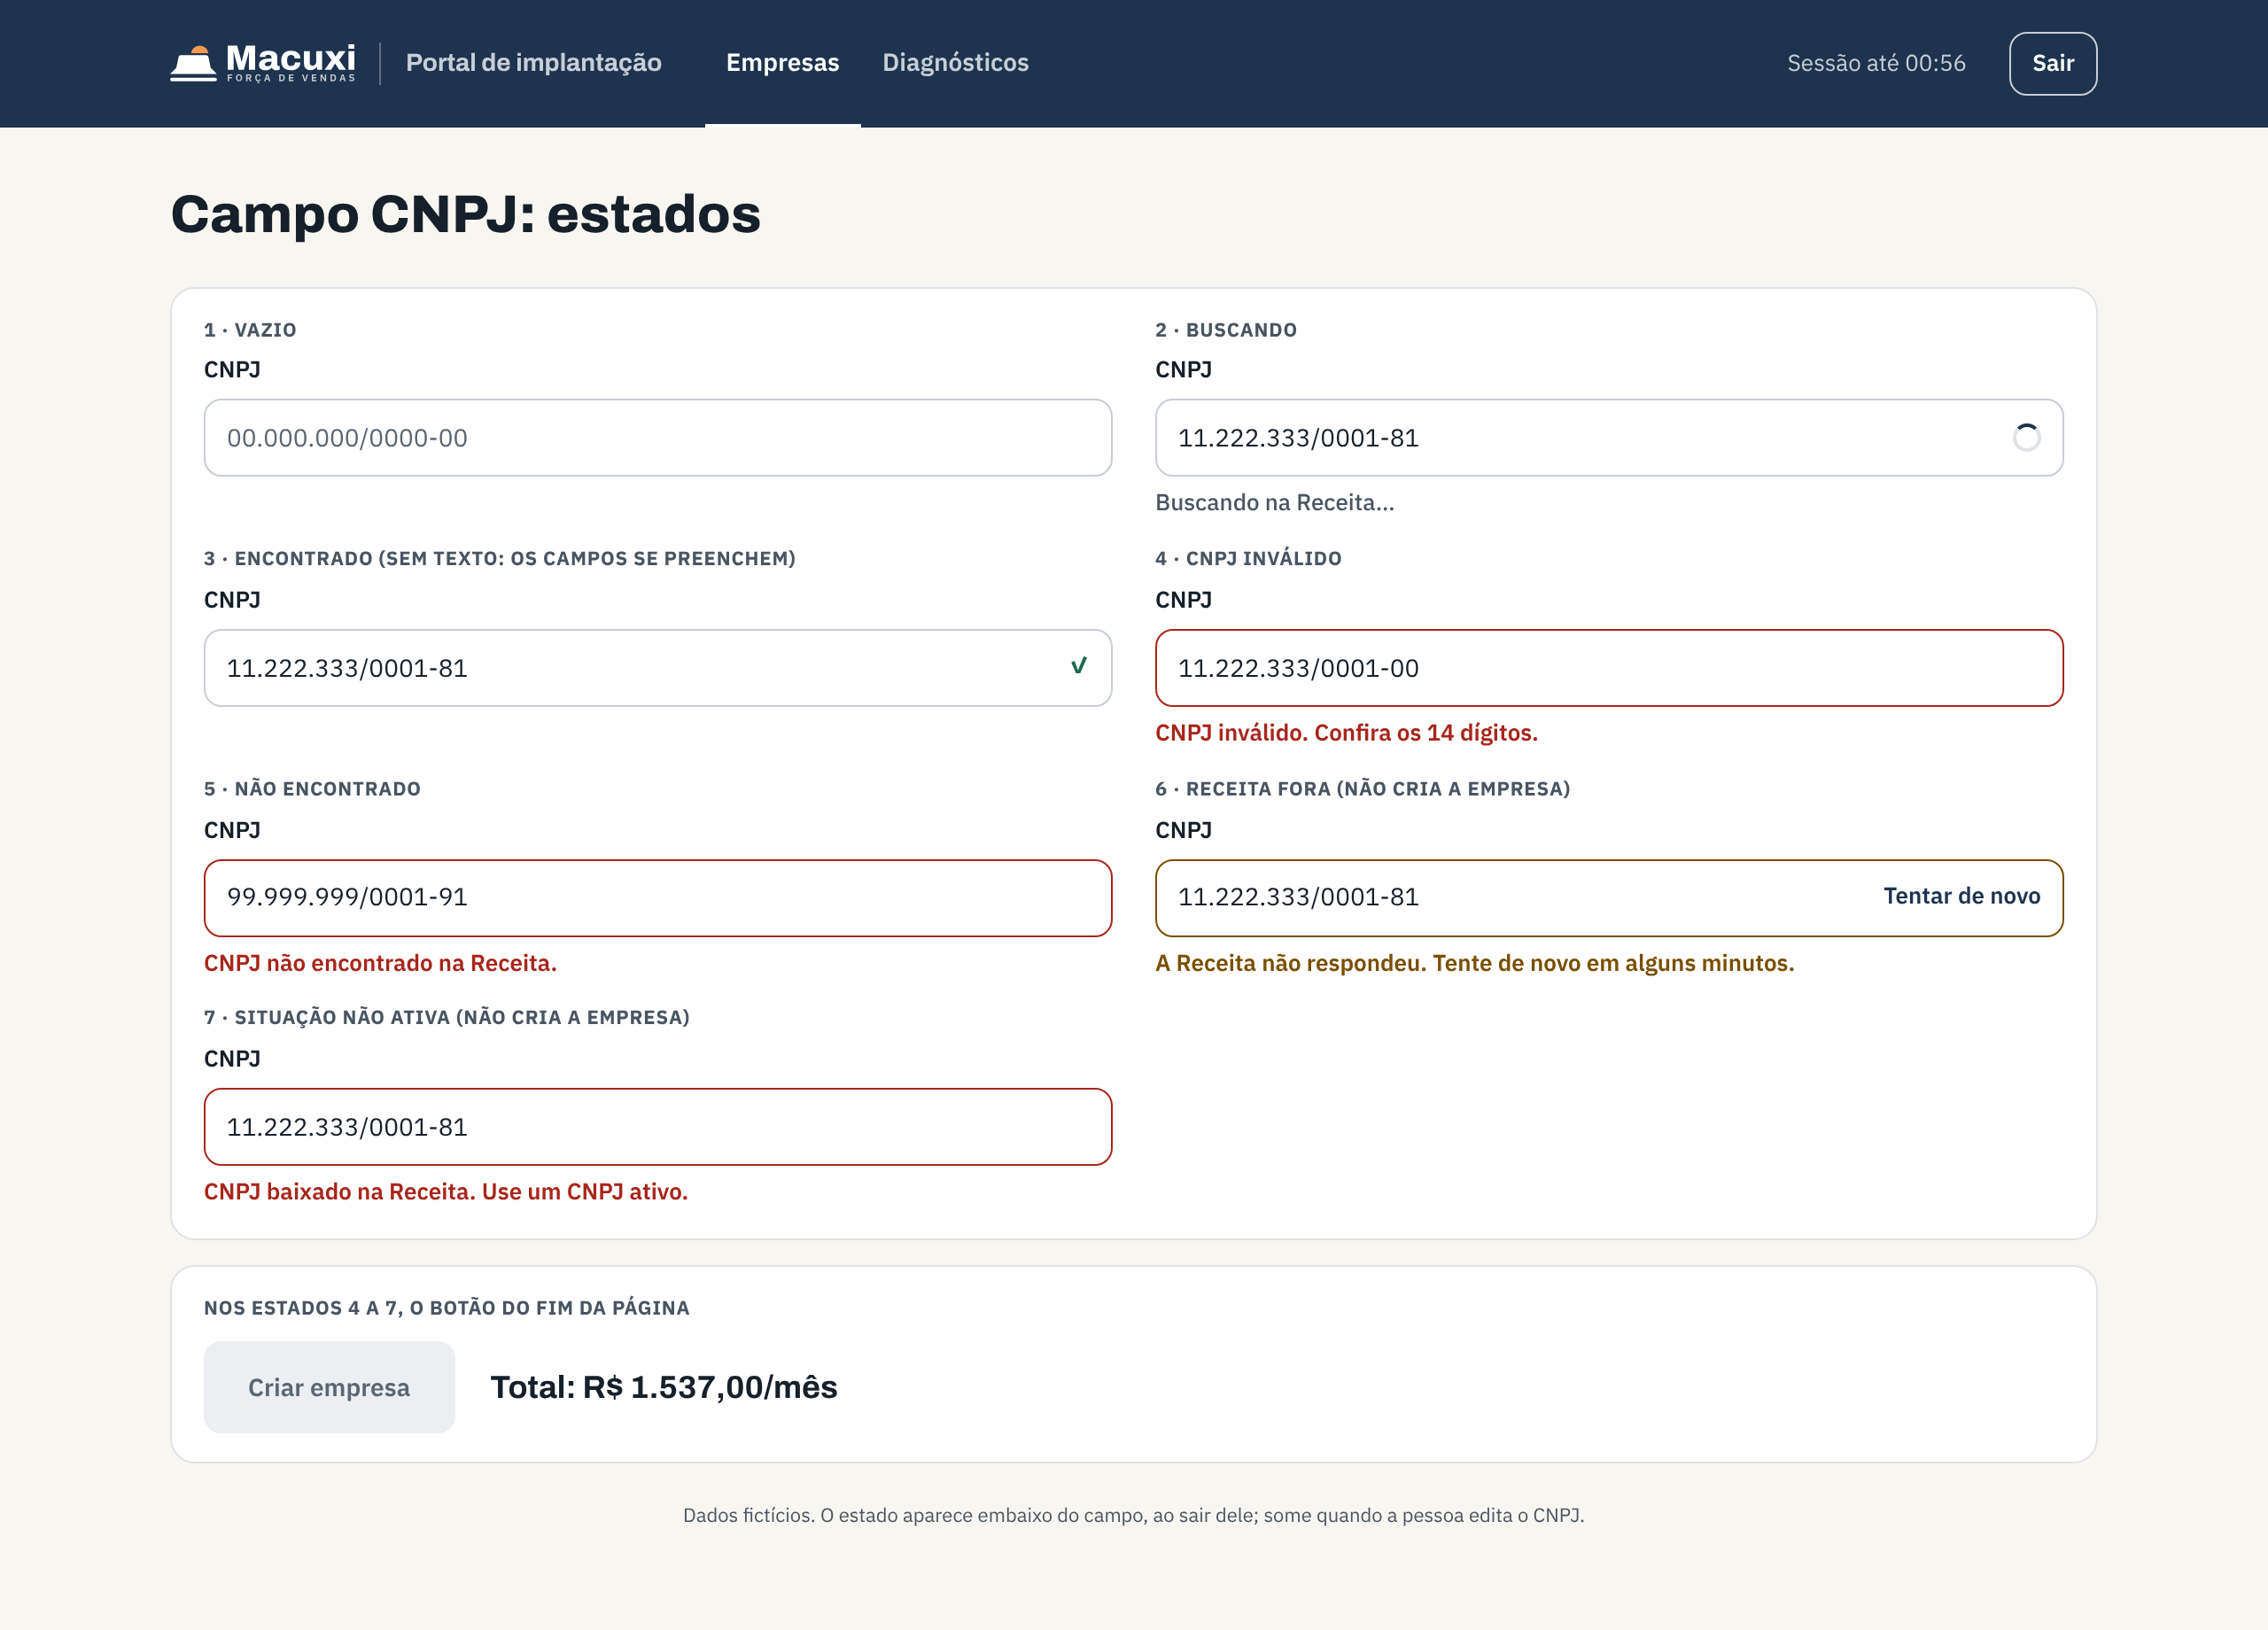 Macuxi
FORÇA DE VENDAS
Portal de implantação
Empresas
Diagnósticos
Sessão até 00:56
Sair
Campo CNPJ: estados
1 · VAZIO
CNPJ
00.000.000/0000-00
2 · BUSCANDO
CNPJ
11.222.333/0001-81
Buscando na Receita...
3 · ENCONTRADO (SEM TEXTO: OS CAMPOS SE PREENCHEM)
CNPJ
11.222.333/0001-81
4 · CNPJ INVÁLIDO
CNPJ
11.222.333/0001-00
CNPJ inválido. Confira os 14 dígitos.
5 · NÃO ENCONTRADO
CNPJ
99.999.999/0001-91
CNPJ não encontrado na Receita.
6 · RECEITA FORA (NÃO CRIA A EMPRESA)
CNPJ
11.222.333/0001-81
Tentar de novo
A Receita não respondeu. Tente de novo em alguns minutos.
7 · SITUAÇÃO NÃO ATIVA (NÃO CRIA A EMPRESA)
CNPJ
11.222.333/0001-81
CNPJ baixado na Receita. Use um CNPJ ativo.
NOS ESTADOS 4 A 7, O BOTÃO DO FIM DA PÁGINA
Criar empresa
Total: R$ 1.537,00/mês
Dados fictícios. O estado aparece embaixo do campo, ao sair dele; some quando a pessoa edita o CNPJ.